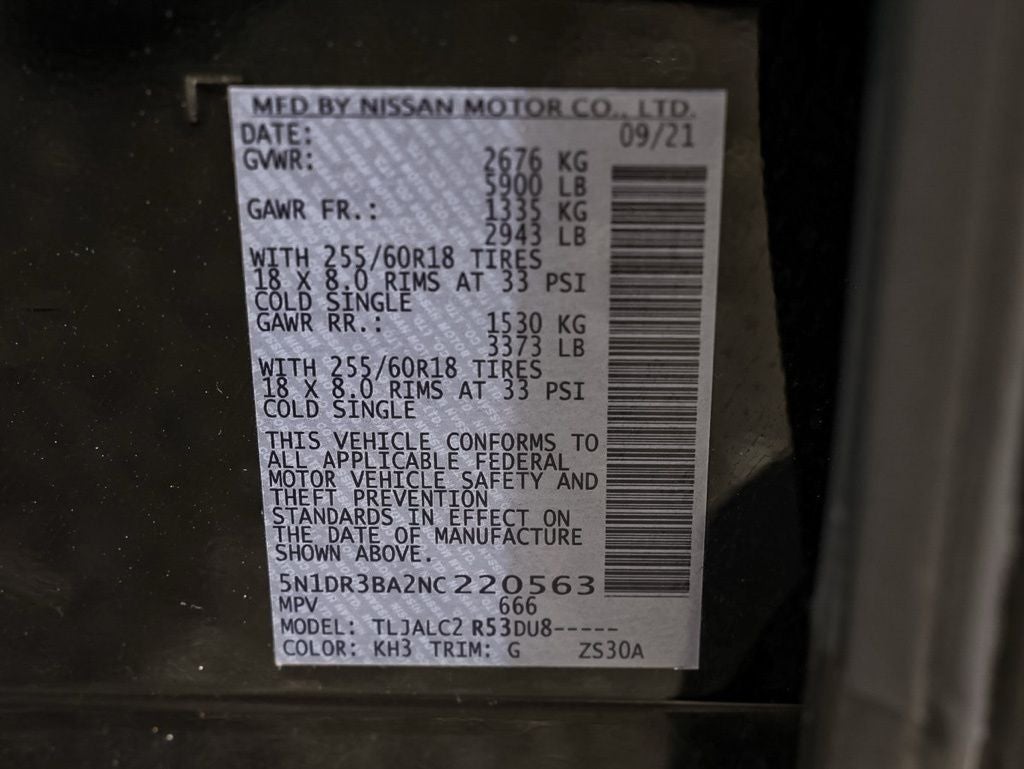 MFD BY NISSAN MOTOR CO., LTD.
DATE: 09/21
GVWR: 2676 KG
5900 LB
GAWR FR.: 1335 KG
2943 LB
WITH 255/60R18 TIRES
18 X 8.0 RIMS AT 33 PSI
COLD SINGLE
GAWR RR.: 1530 KG
3373 LB
WITH 255/60R18 TIRES
18 X 8.0 RIMS AT 33 PSI
COLD SINGLE
THIS VEHICLE CONFORMS TO
ALL APPLICABLE FEDERAL
MOTOR VEHICLE SAFETY AND
THEFT PREVENTION
STANDARDS IN EFFECT ON
THE DATE OF MANUFACTURE
SHOWN ABOVE.
5N1DR3BA2NC220563
MPV 666
MODEL: TLJALC2 R53DU8-----
COLOR: KH3 TRIM: G ZS30A